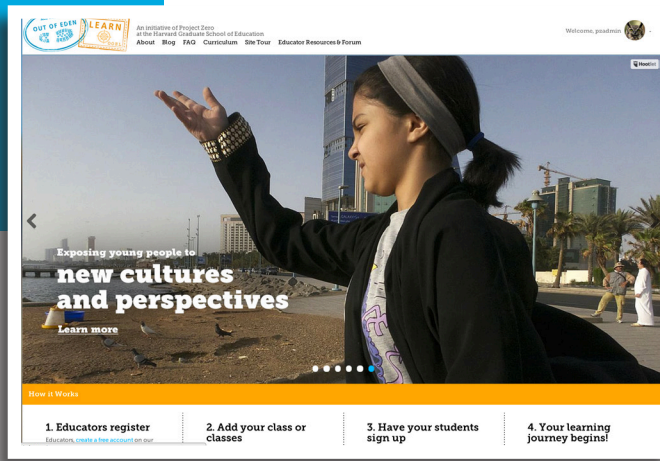 OUT OF EDEN
LEARN
An initiative of Project Zero
at the Harvard Graduate School of Education
About Blog FAQ Curriculum Site Tour Educator Resources & Forum
Welcome, pzadmin
Exposing young people to
new cultures
and perspectives
Learn more
How it Works
1. Educators register
Educators, create a free account on our
2. Add your class or
classes
3. Have your students
sign up
4. Your learning
journey begins!